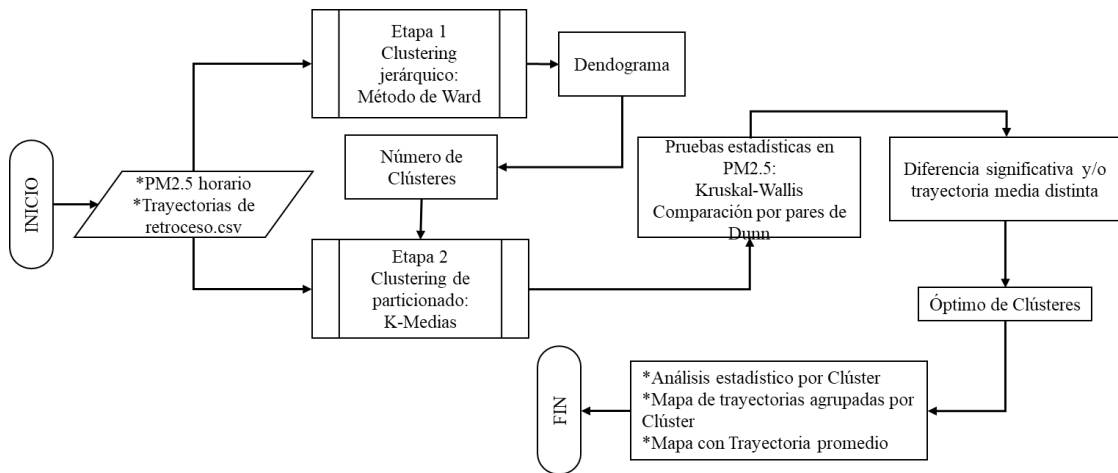 INICIO
*PM2.5 horario
*Trayectorias de
retroceso.csv
Etapa 1
Clustering
jerárquico:
Método de Ward
Dendograma
Número de
Clústeres
Etapa 2
Clustering de
particionado:
K-Medias
Pruebas estadísticas en
PM2.5:
Kruskal-Wallis
Comparación por pares de
Dunn
Diferencia significativa y/o
trayectoria media distinta
Óptimo de Clústeres
*Análisis estadístico por Clúster
*Mapa de trayectorias agrupadas por
Clúster
*Mapa con Trayectoria promedio
FIN